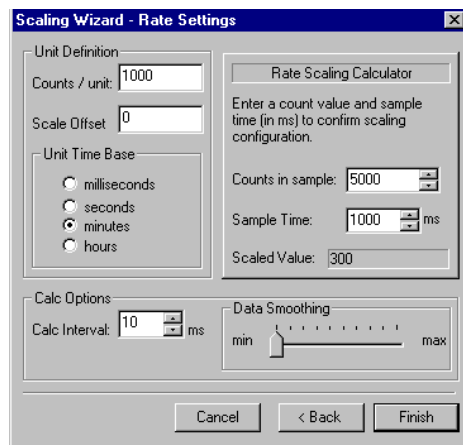 Scaling Wizard - Rate Settings
Unit Definition
Counts / unit: 1000
Scale Offset 0
Unit Time Base
milliseconds
seconds
minutes
hours
Rate Scaling Calculator
Enter a count value and sample
time (in ms) to confirm scaling
configuration.
Counts in sample: 5000
Sample Time: 1000 ms
Scaled Value: 300
Calc Options
Calc Interval: 10 ms
Data Smoothing
min max
Cancel < Back Finish